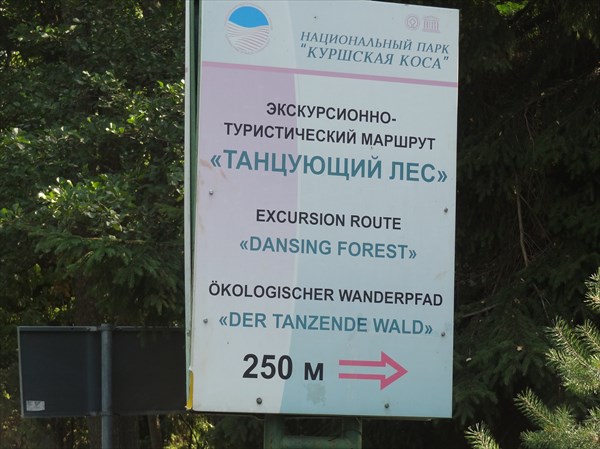 НАЦИОНАЛЬНЫЙ ПАРК
"КУРШСКАЯ КОСА"
ЭКСКУРСИОННО-
ТУРИСТИЧЕСКИЙ МАРШРУТ
«ТАНЦУЮЩИЙ ЛЕС»
EXCURSION ROUTE
«DANSING FOREST»
ÖKOLOGISCHER WANDERPFAD
«DER TANZENDE WALD»
250 м